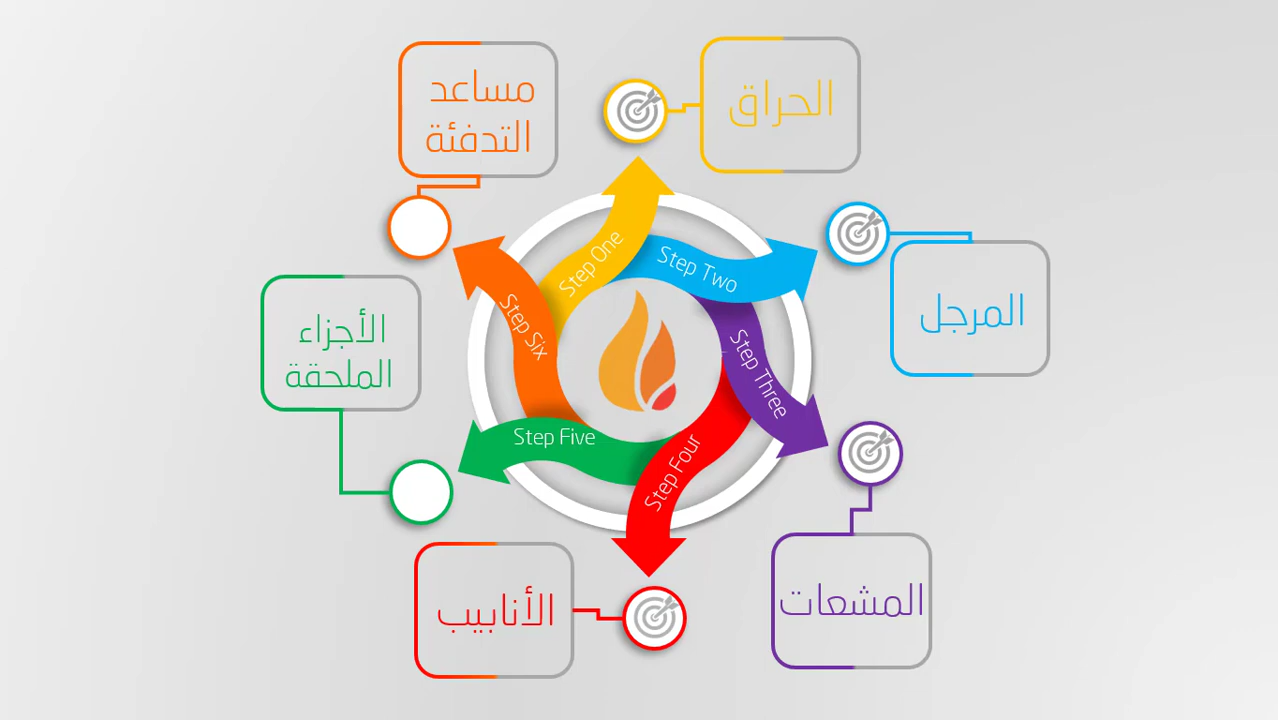 الحراق
Step One
المرجل
Step Two
المشعات
Step Three
الأنابيب
Step Four
الأجزاء
الملحقة
Step Five
مساعد
التدفئة
Step Six